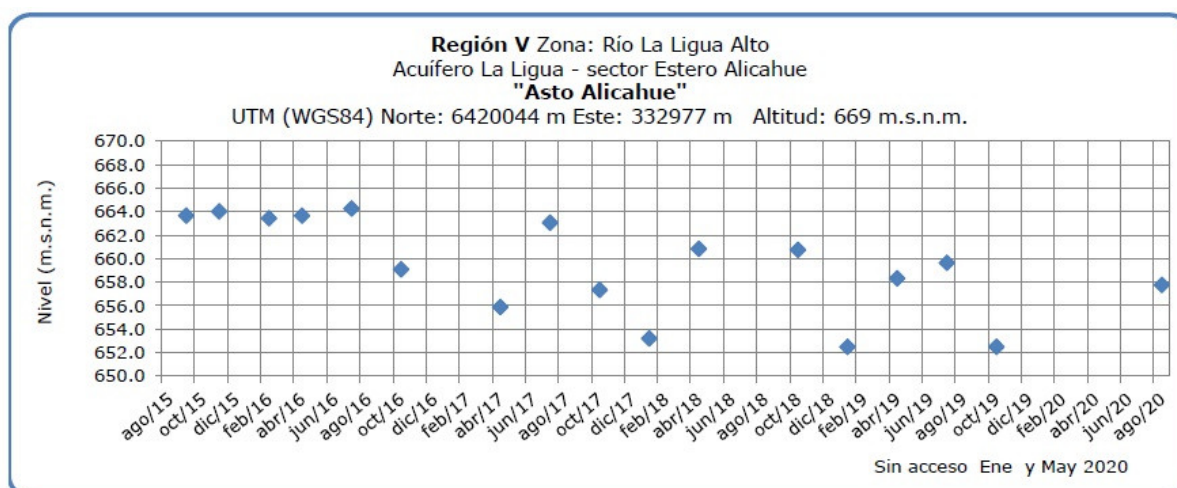 Región V Zona: Río La Ligua Alto
Acuífero La Ligua - sector Estero Alicahue
"Asto Alicahue"
UTM (WGS84) Norte: 6420044 m Este: 332977 m Altitud: 669 m.s.n.m.
Nivel (m.s.n.m.)
670.0
668.0
666.0
664.0
662.0
660.0
658.0
656.0
654.0
652.0
650.0
ago/15
oct/15
dic/15
feb/16
abr/16
jun/16
ago/16
oct/16
dic/16
feb/17
abr/17
jun/17
ago/17
oct/17
dic/17
feb/18
abr/18
jun/18
ago/18
oct/18
dic/18
feb/19
abr/19
jun/19
ago/19
oct/19
dic/19
feb/20
abr/20
jun/20
ago/20
Sin acceso Ene y May 2020